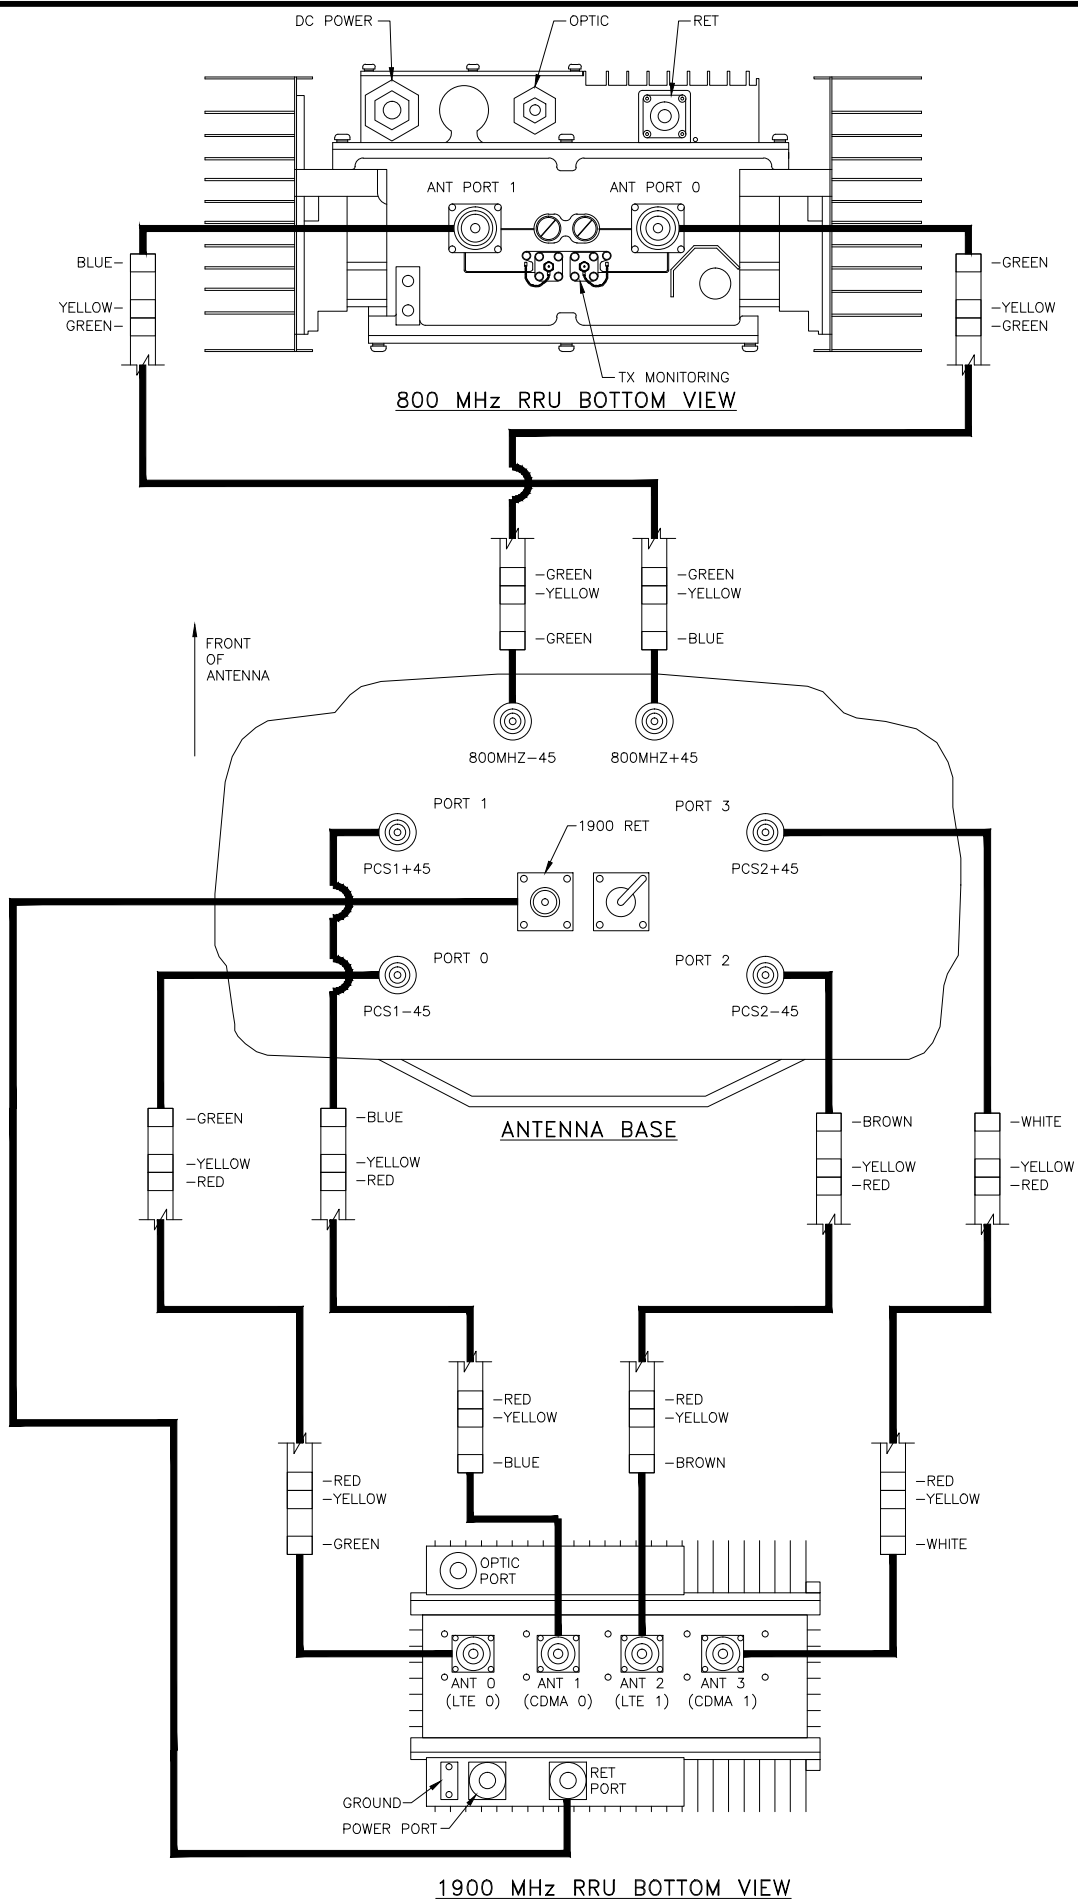 DC POWER
OPTIC
RET
ANT PORT 1
ANT PORT 0
BLUE-
YELLOW-
GREEN-
-GREEN
-YELLOW
-GREEN
TX MONITORING
800 MHz RRU BOTTOM VIEW
-GREEN
-YELLOW
-GREEN
-GREEN
-YELLOW
-BLUE
FRONT
OF
ANTENNA
800MHZ-45
800MHZ+45
PORT 1
PORT 3
1900 RET
PCS1+45
PCS2+45
PORT 0
PORT 2
PCS1-45
PCS2-45
ANTENNA BASE
-GREEN
-YELLOW
-RED
-BLUE
-YELLOW
-RED
-BROWN
-YELLOW
-RED
-WHITE
-YELLOW
-RED
-RED
-YELLOW
-BLUE
-RED
-YELLOW
-BROWN
-RED
-YELLOW
-GREEN
-RED
-YELLOW
-WHITE
OPTIC
PORT
ANT 0
(LTE 0)
ANT 1
(CDMA 0)
ANT 2
(LTE 1)
ANT 3
(CDMA 1)
RET
PORT
GROUND
POWER PORT
1900 MHz RRU BOTTOM VIEW